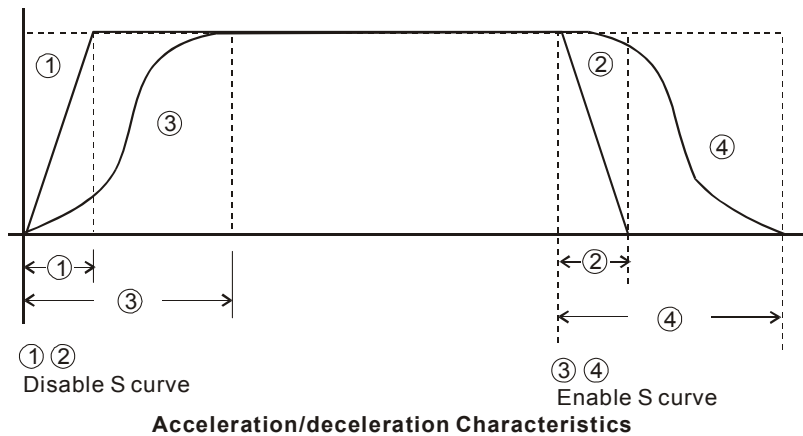 ① ②
③
④
① ②
③ ④
① ② ③ ④
Disable S curve Enable S curve
Acceleration/deceleration Characteristics